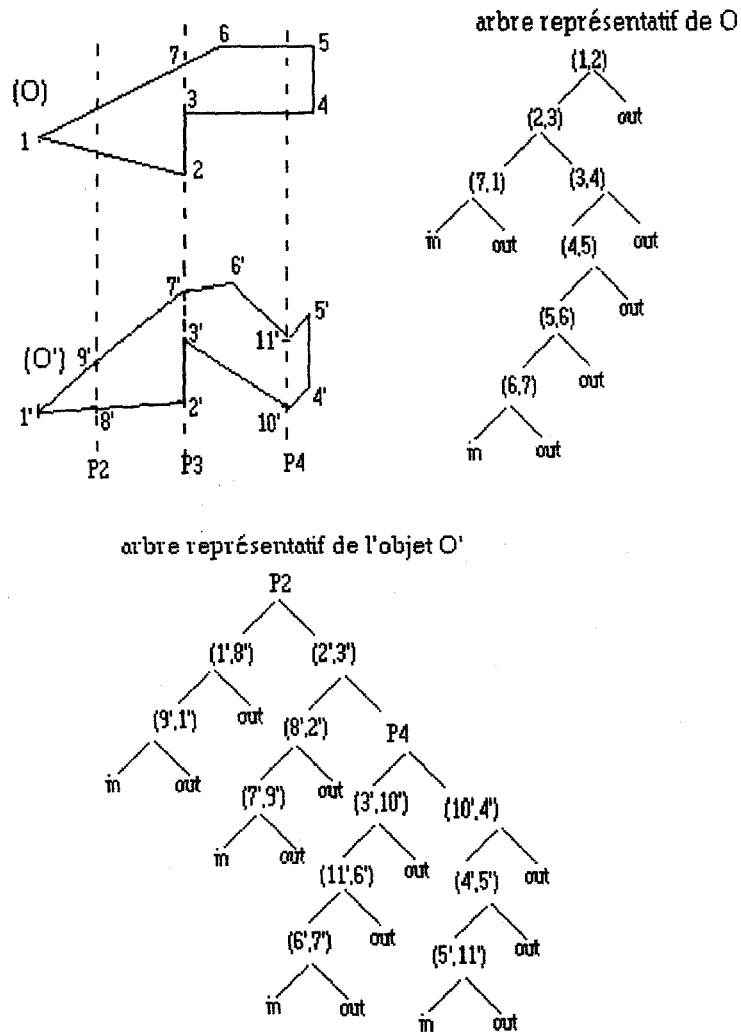 arbre représentatif de O
6
5
7
(O)
3
4
1
2
(1,2)
(2,3)
out
(7,1)
(3,4)
in
out
(4,5)
out
(5,6)
out
(6,7)
out
in
out
6'
7'
5'
3'
11'
(O')
9'
4'
1'
8'
2'
10'
P2
P3
P4
arbre représentatif de l'objet O'
P2
(1',8')
(2',3')
(9',1')
out
(8',2')
P4
in
out
(7',9')
out
(3',10')
(10',4')
in
out
(11',6')
out
(4',5')
out
(6',7')
out
(5',11')
out
in
out
in
out